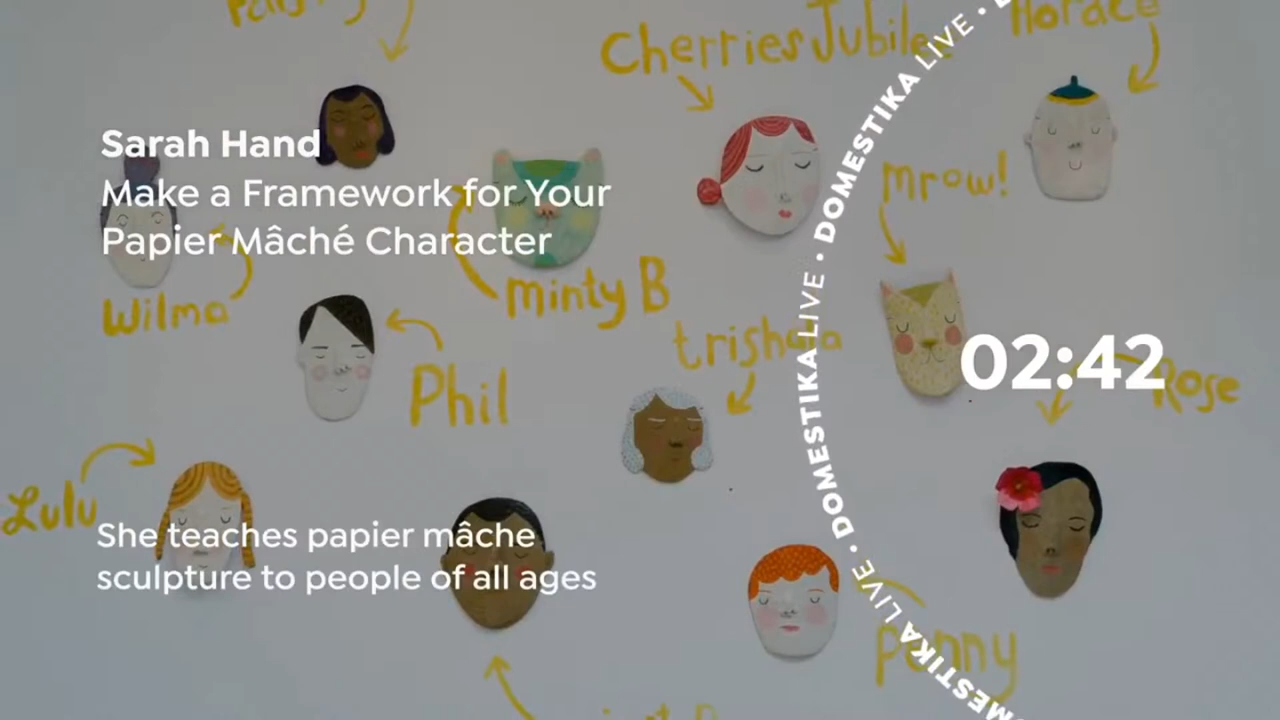 Cherries Jubilee
Horace
Sarah Hand
Make a Framework for Your
Papier Mâché Character
mrow!
minty B
Wilma
trishala
02:42
Rose
Phil
Lulu
She teaches papier mâche
sculpture to people of all ages
Penny
LIVE • DOMESTIKA LIVE • DOMESTIKA LIVE • DOMESTIKA